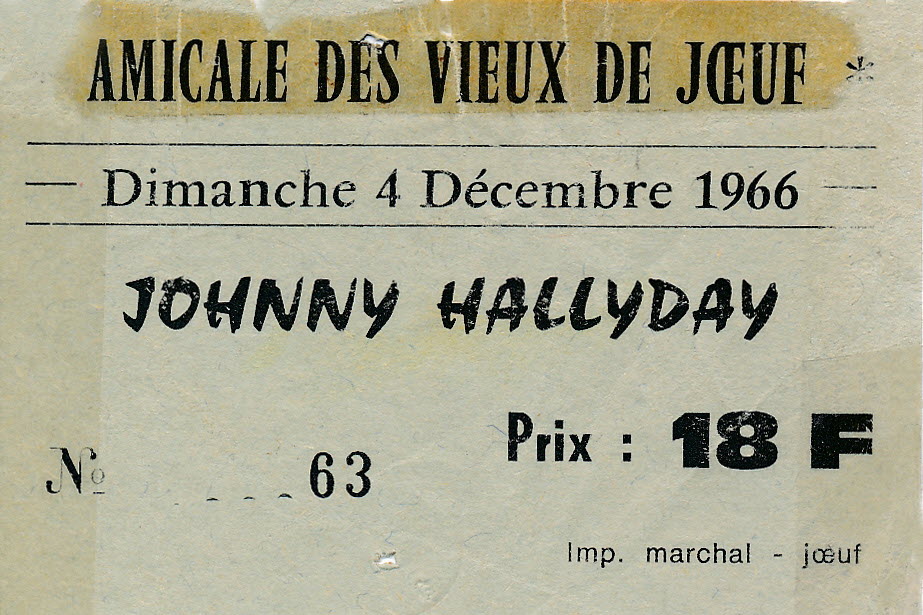 AMICALE DES VIEUX DE JŒUF *
Dimanche 4 Décembre 1966
JOHNNY HALLYDAY
Prix : 18 F
Nº 63
Imp. marchal - jœuf